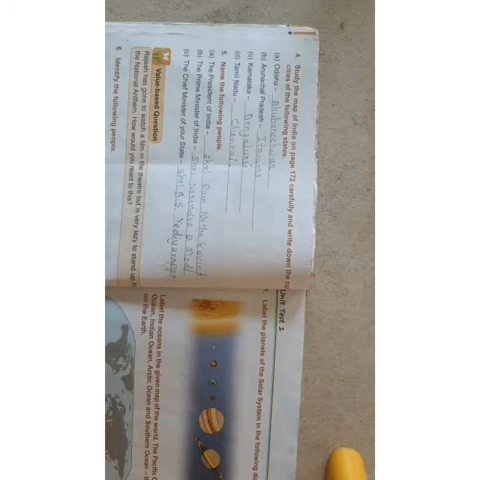 4. Study the map of India on page 172 carefully and write down the ca
cities of the following states.
(a) Odisha – Bhubaneshwar
(b) Arunachal Pradesh – Itanagar
(c) Karnataka – Bengaluru
(d) Tamil Nadu – Chennai
5. Name the following people.
(a) The President of India – Shri Ram Nath Kovind
(b) The Prime Minister of India – Shri Narendra D Modi
(c) The Chief Minister of your State – Shri B S Yediyurappa
Value-based Question
Rajesh has gone to watch a film in the theatre but is very lazy to stand up f
the National Anthem. How would you react to this?
6. Identify the following people.
Unit Test 3
1. Label the planets of the Solar System in the following di
Label the oceans in the given map of the world. The Pacific O
Ocean, Indian Ocean, Arctic Ocean and Southern Ocean – t
on the Earth.